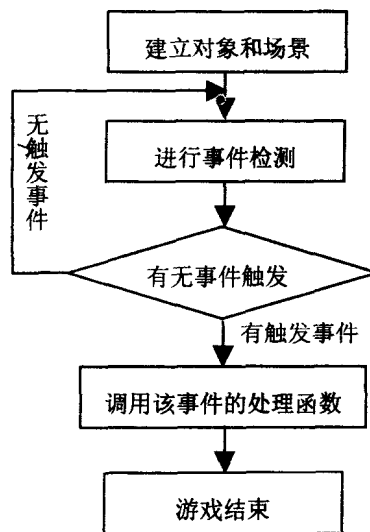 建立对象和场景
无触发事件
进行事件检测
有无事件触发
有触发事件
调用该事件的处理函数
游戏结束